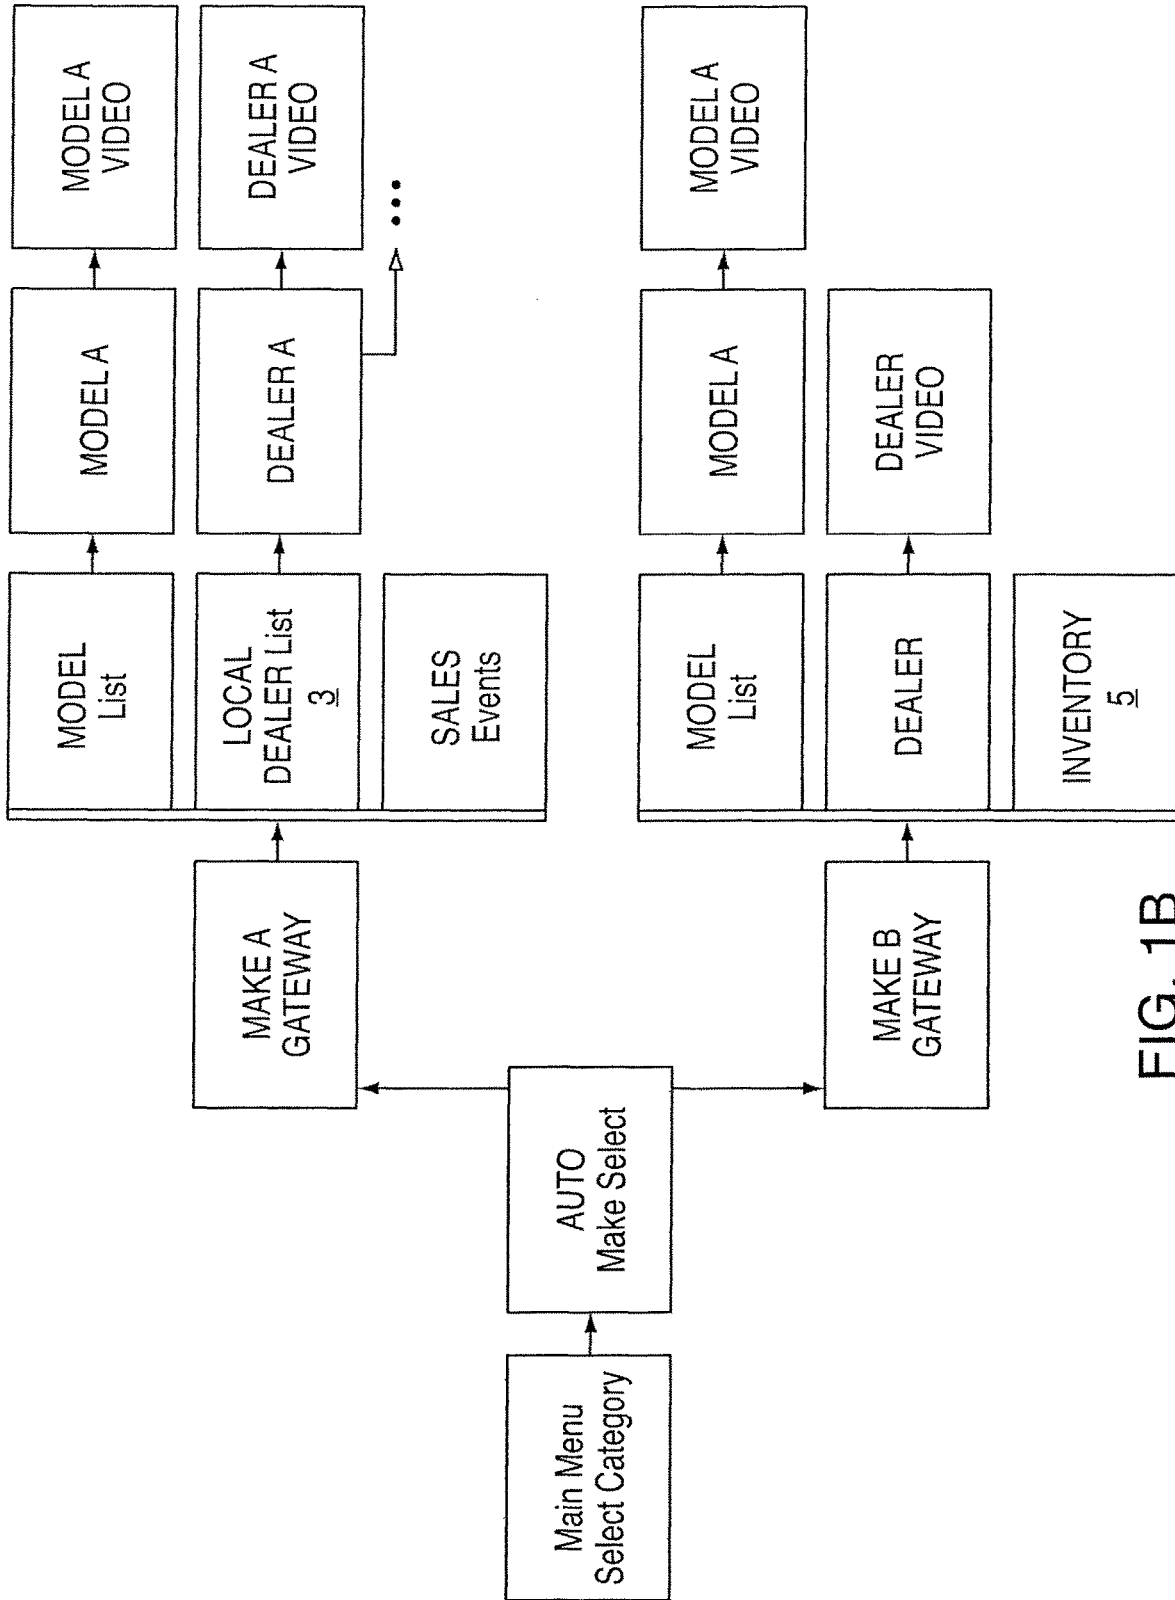 Main Menu
Select Category
AUTO
Make Select
MAKE A
GATEWAY
MODEL
List
MODEL A
MODEL A
VIDEO
LOCAL
DEALER List
3
DEALER A
DEALER A
VIDEO
•••
SALES
Events
MAKE B
GATEWAY
MODEL
List
MODEL A
MODEL A
VIDEO
DEALER
DEALER
VIDEO
INVENTORY
5
FIG. 1B